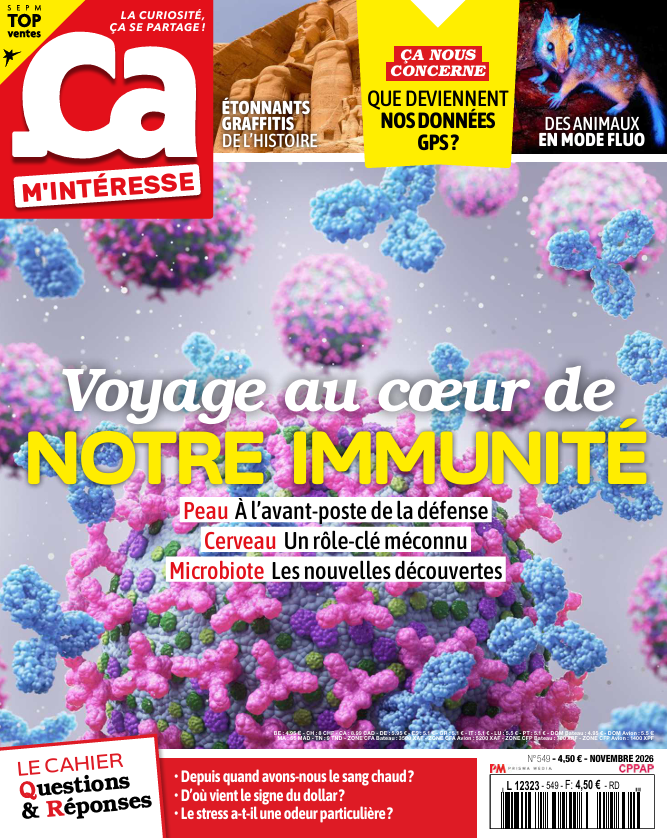 SEPM
TOP
ventes
LA CURIOSITÉ,
ÇA SE PARTAGE !
Ça
M'INTÉRESSE
ÉTONNANTS
GRAFFITIS
DE L'HISTOIRE
ÇA NOUS
CONCERNE
QUE DEVIENNENT
NOS DONNÉES
GPS ?
DES ANIMAUX
EN MODE FLUO
Voyage au cœur de
NOTRE IMMUNITÉ
Peau À l'avant-poste de la défense
Cerveau Un rôle-clé méconnu
Microbiote Les nouvelles découvertes
LE CAHIER
Questions
& Réponses
• Depuis quand avons-nous le sang chaud ?
• D'où vient le signe du dollar ?
• Le stress a-t-il une odeur particulière ?
N° 549 - 4,50 € - NOVEMBRE 2026
PM PRISMA MEDIA
CPPAP
L 12323 - 549 - F: 4,50 € - RD